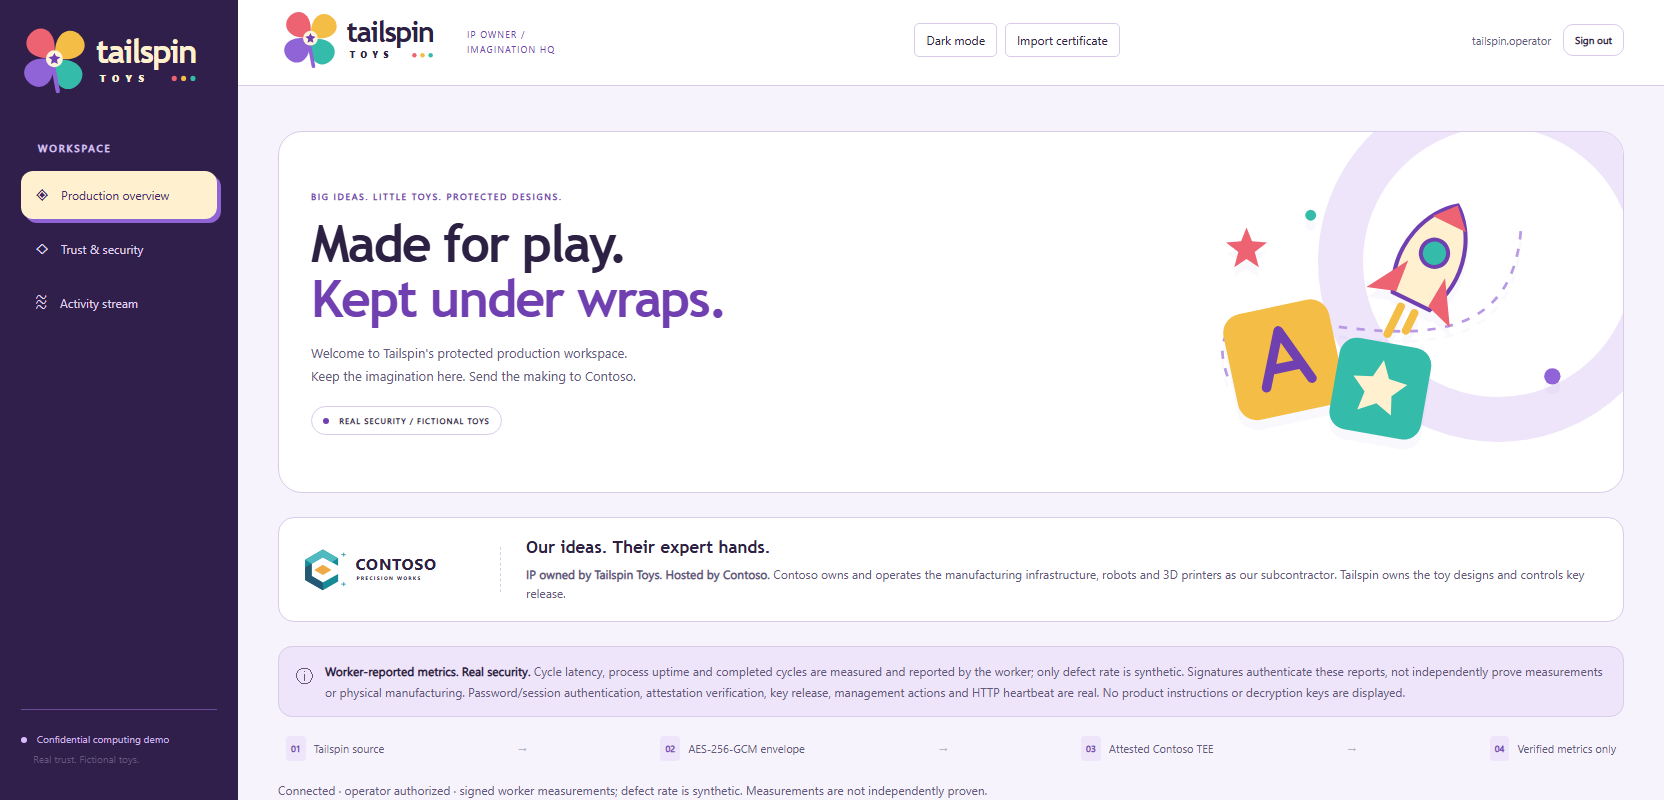 tailspin
TOYS
WORKSPACE
Production overview
Trust & security
Activity stream
Confidential computing demo
Real trust. Fictional toys.
tailspin
TOYS
IP OWNER /
IMAGINATION HQ
Dark mode
Import certificate
tailspin.operator
Sign out
BIG IDEAS. LITTLE TOYS. PROTECTED DESIGNS.
Made for play.
Kept under wraps.
Welcome to Tailspin's protected production workspace.
Keep the imagination here. Send the making to Contoso.
REAL SECURITY / FICTIONAL TOYS
A
CONTOSO
PRECISION WORKS
Our ideas. Their expert hands.
IP owned by Tailspin Toys. Hosted by Contoso. Contoso owns and operates the manufacturing infrastructure, robots and 3D printers as our subcontractor. Tailspin owns the toy designs and controls key
release.
Worker-reported metrics. Real security. Cycle latency, process uptime and completed cycles are measured and reported by the worker; only defect rate is synthetic. Signatures authenticate these reports, not independently prove measurements
or physical manufacturing. Password/session authentication, attestation verification, key release, management actions and HTTP heartbeat are real. No product instructions or decryption keys are displayed.
01 Tailspin source → 02 AES-256-GCM envelope → 03 Attested Contoso TEE → 04 Verified metrics only
Connected · operator authorized · signed worker measurements; defect rate is synthetic. Measurements are not independently proven.